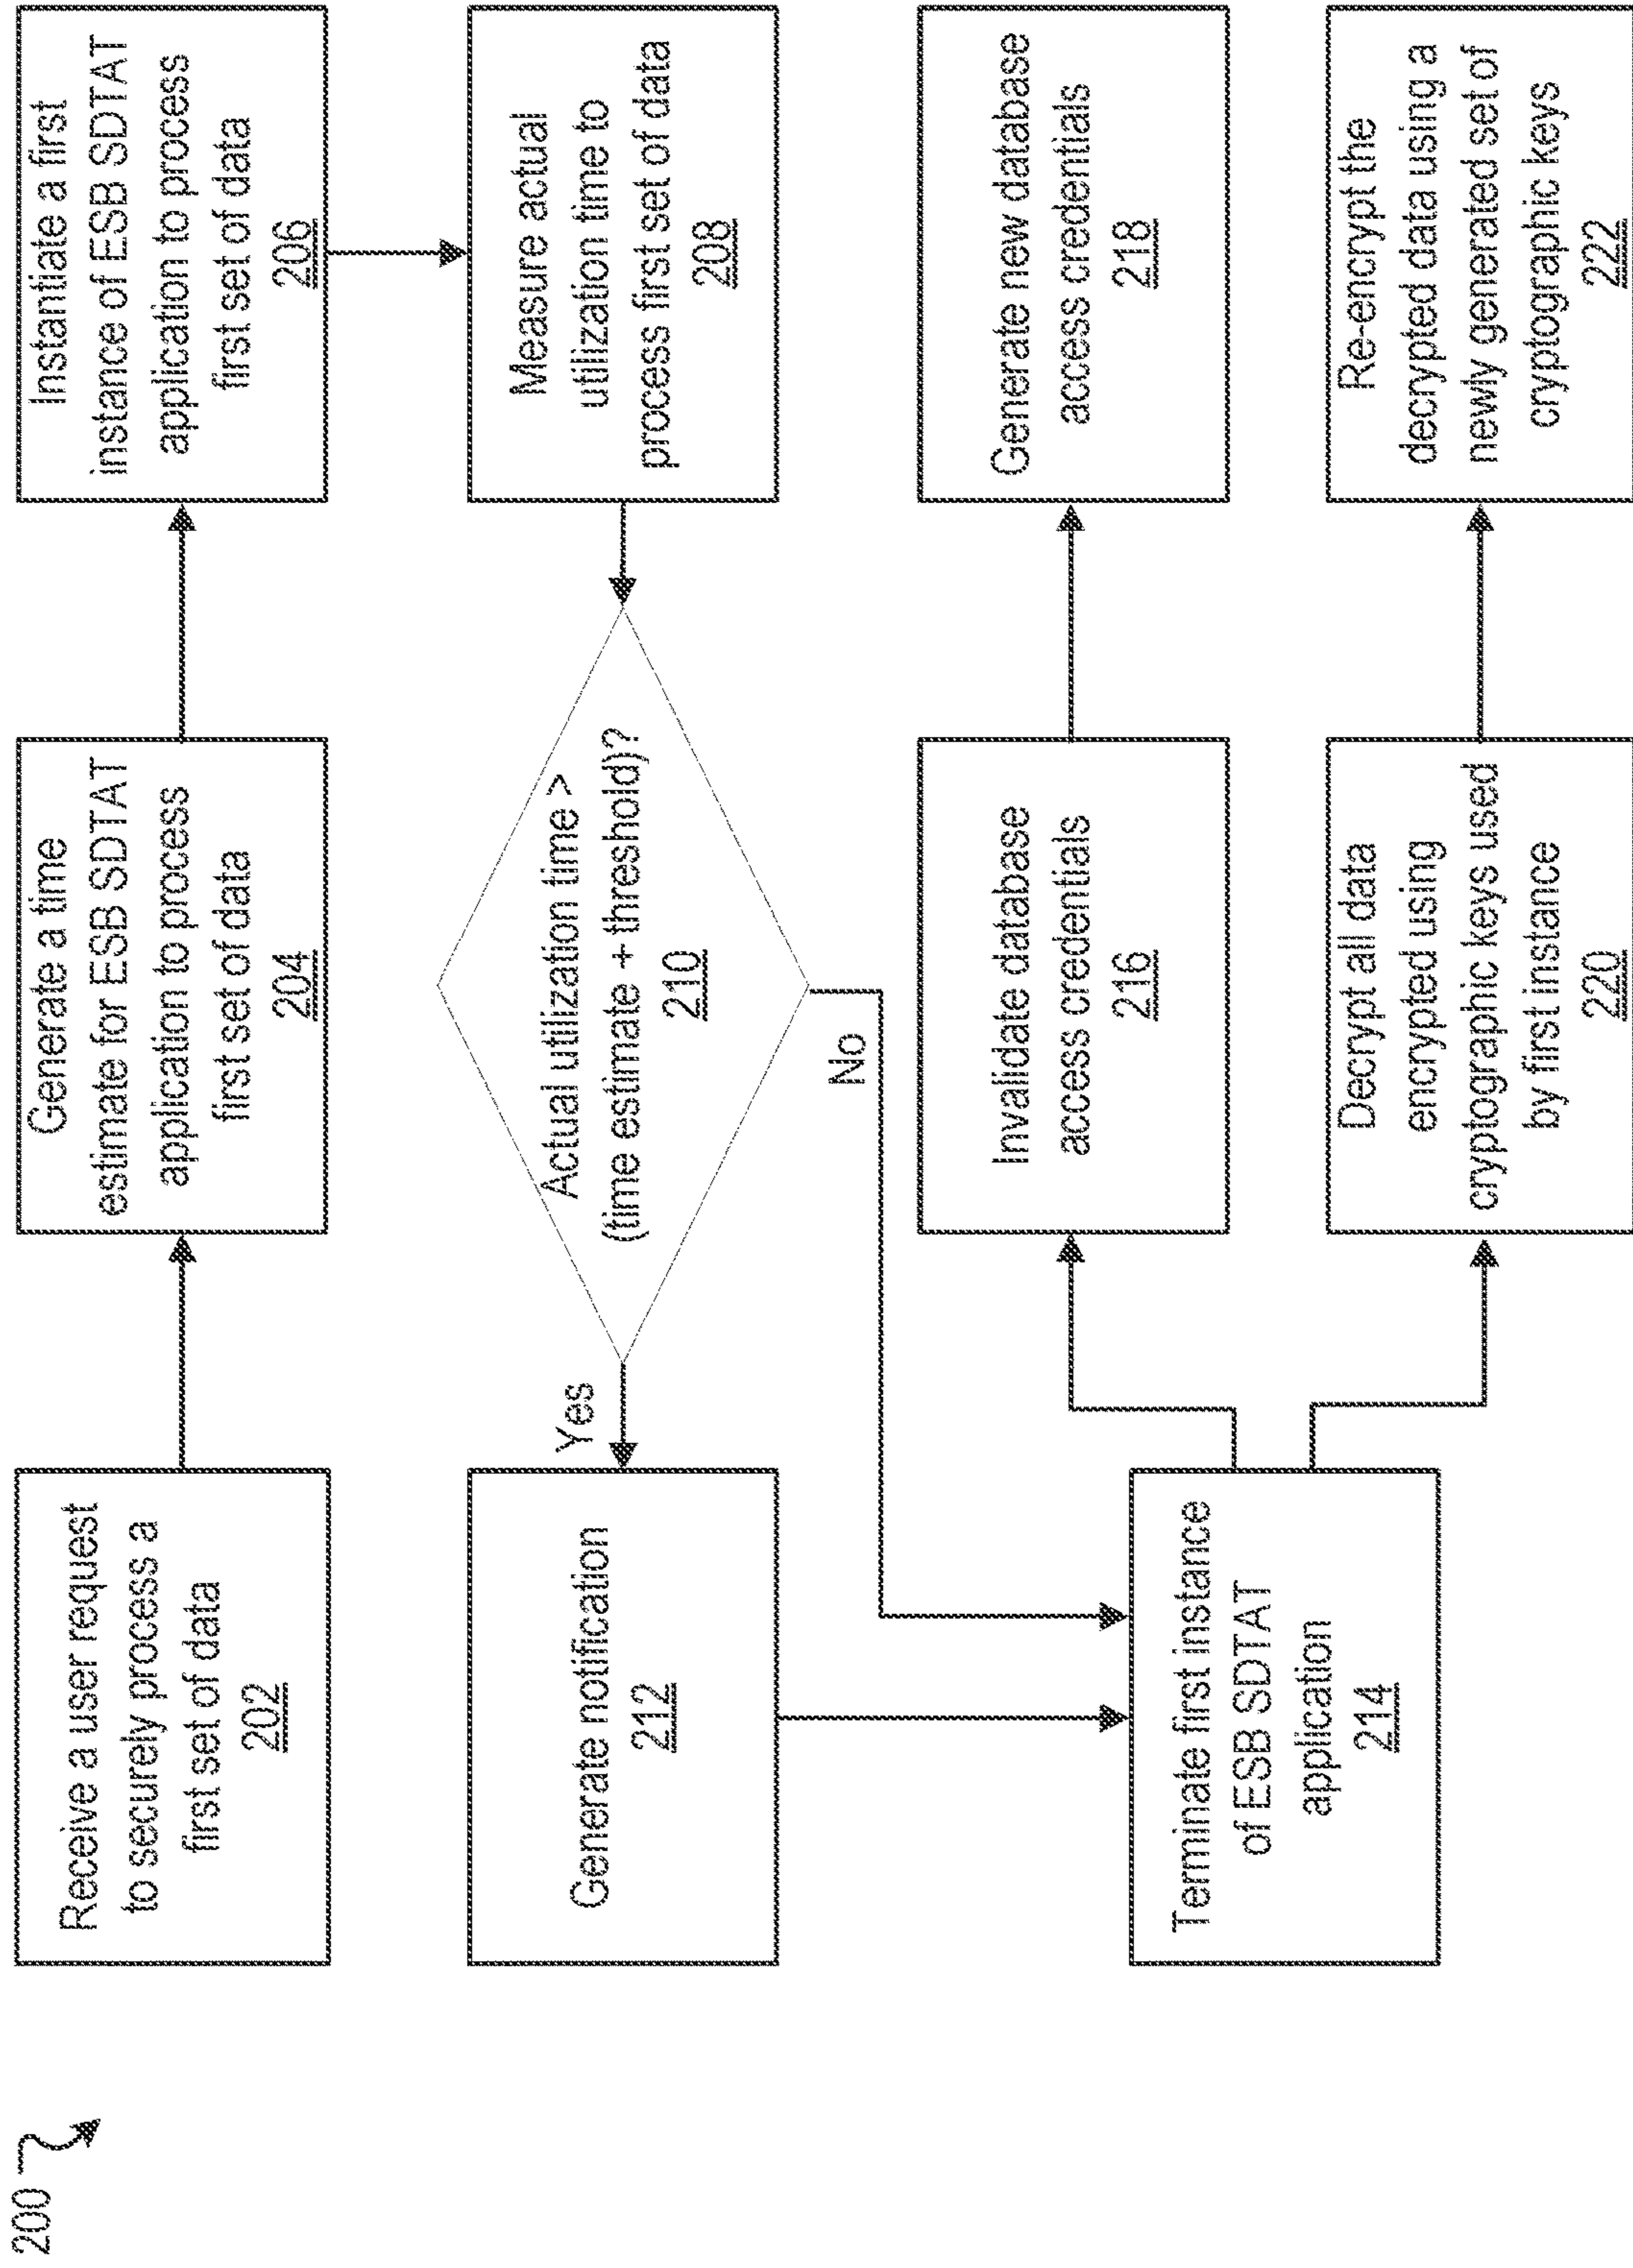 200
Receive a user request
to securely process a
first set of data
202
Generate a time
estimate for ESB SDTAT
application to process
first set of data
204
Instantiate a first
instance of ESB SDTAT
application to process
first set of data
206
Measure actual
utilization time to
process first set of data
208
Actual utilization time >
(time estimate + threshold)?
210
Yes
No
Generate notification
212
Terminate first instance
of ESB SDTAT
application
214
Invalidate database
access credentials
216
Generate new database
access credentials
218
Decrypt all data
encrypted using
cryptographic keys used
by first instance
220
Re-encrypt the
decrypted data using a
newly generated set of
cryptographic keys
222